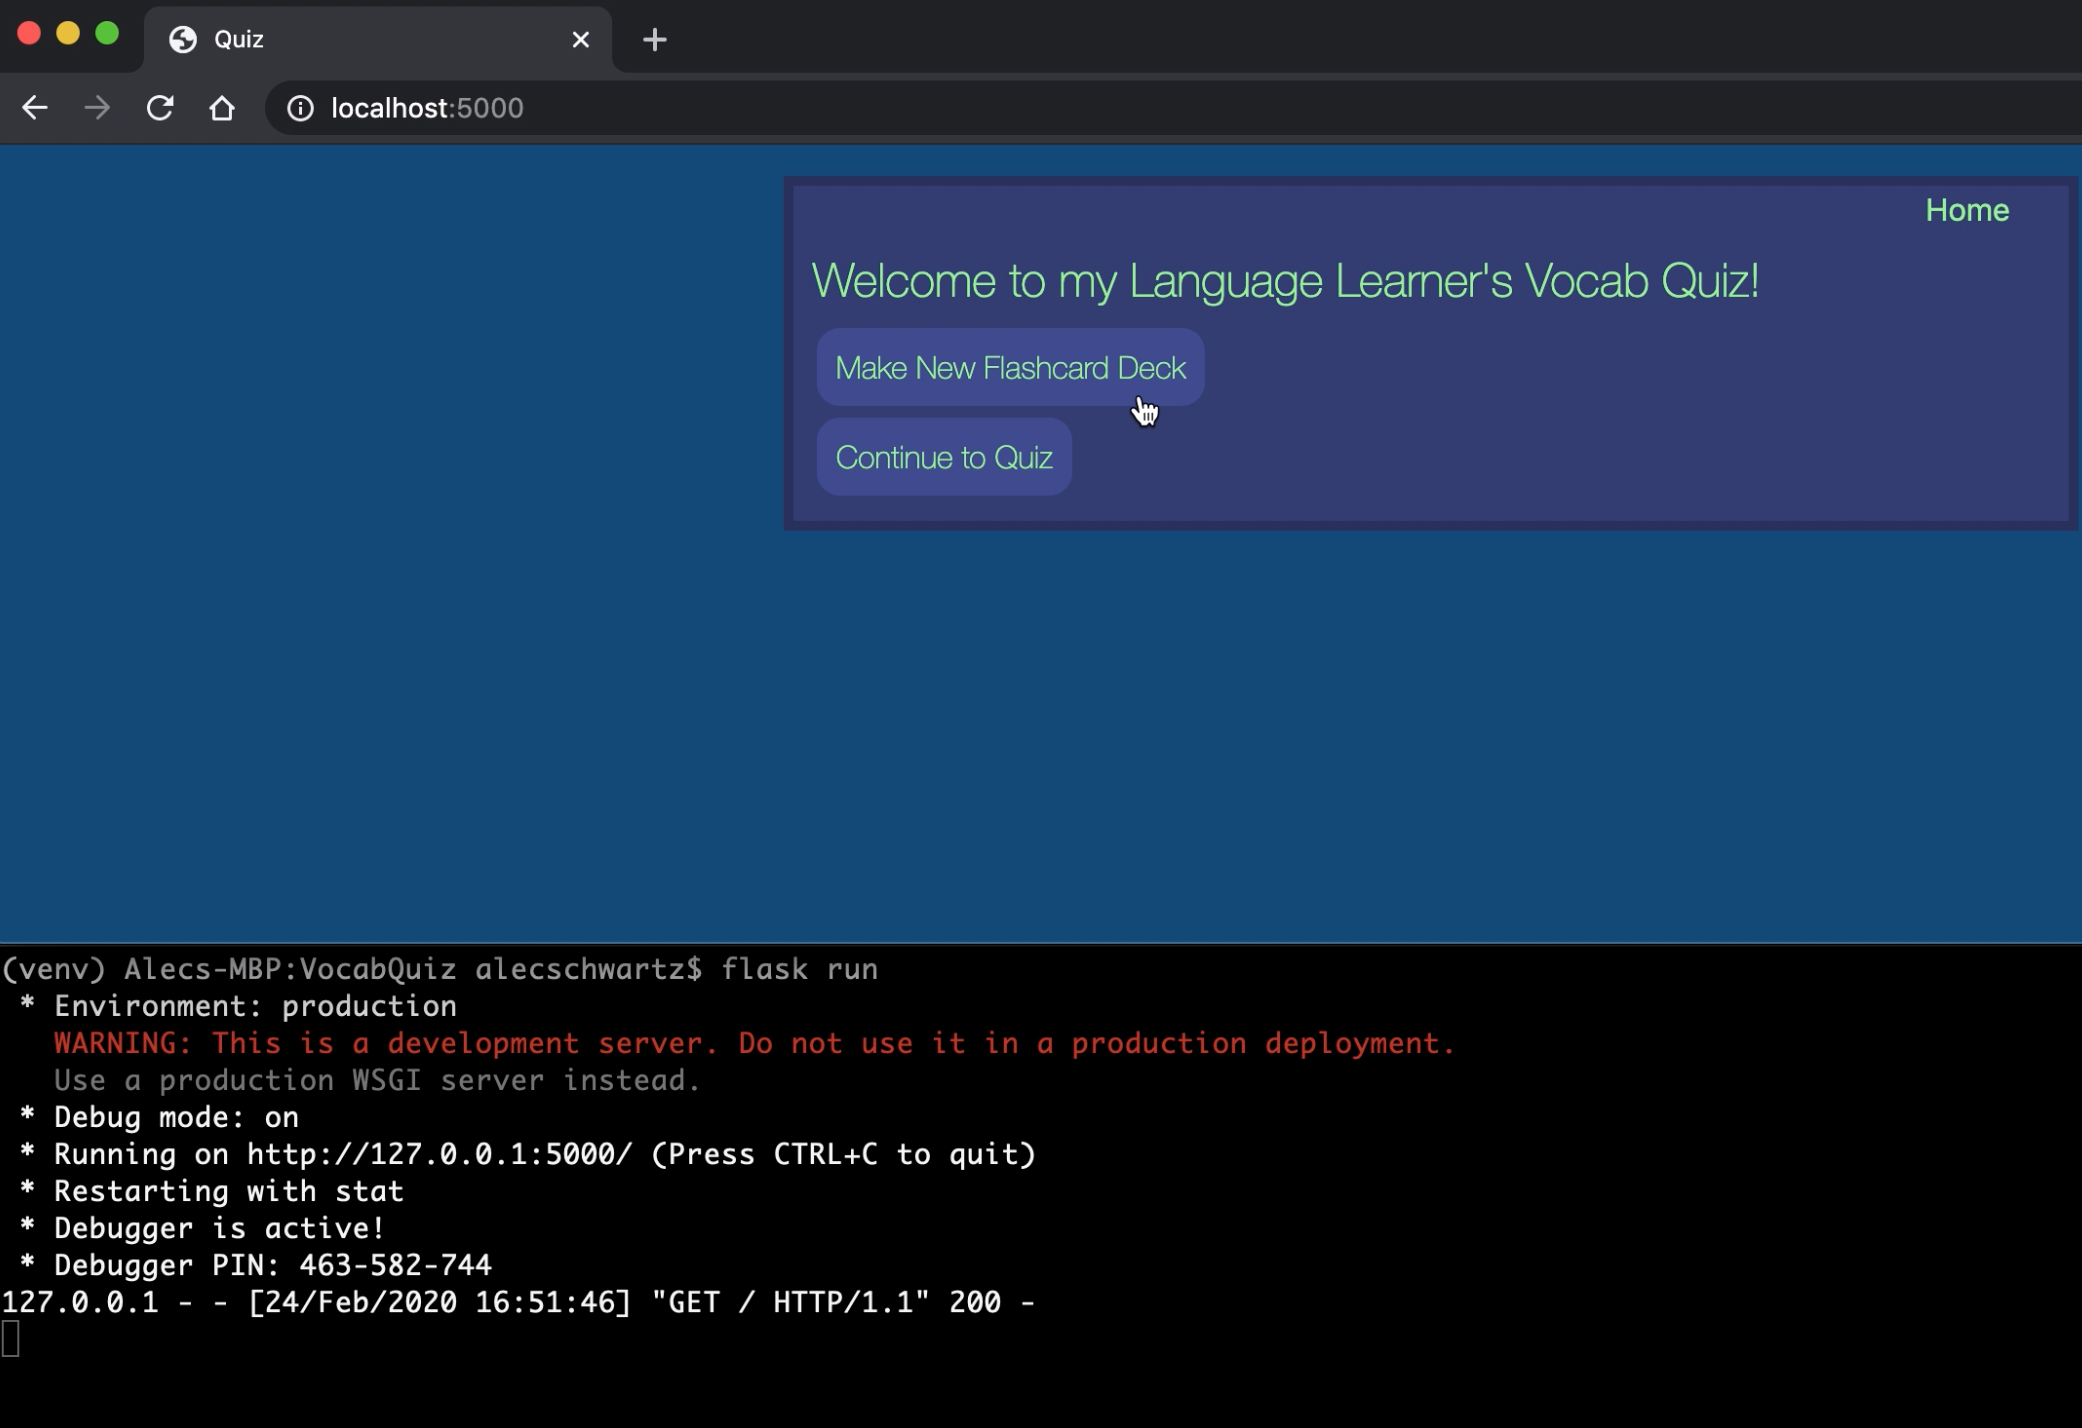 Quiz
localhost:5000
Home
Welcome to my Language Learner's Vocab Quiz!
Make New Flashcard Deck
Continue to Quiz
(venv) Alecs-MBP:VocabQuiz alecschwartz$ flask run
* Environment: production
WARNING: This is a development server. Do not use it in a production deployment.
Use a production WSGI server instead.
* Debug mode: on
* Running on http://127.0.0.1:5000/ (Press CTRL+C to quit)
* Restarting with stat
* Debugger is active!
* Debugger PIN: 463-582-744
127.0.0.1 - - [24/Feb/2020 16:51:46] "GET / HTTP/1.1" 200 -